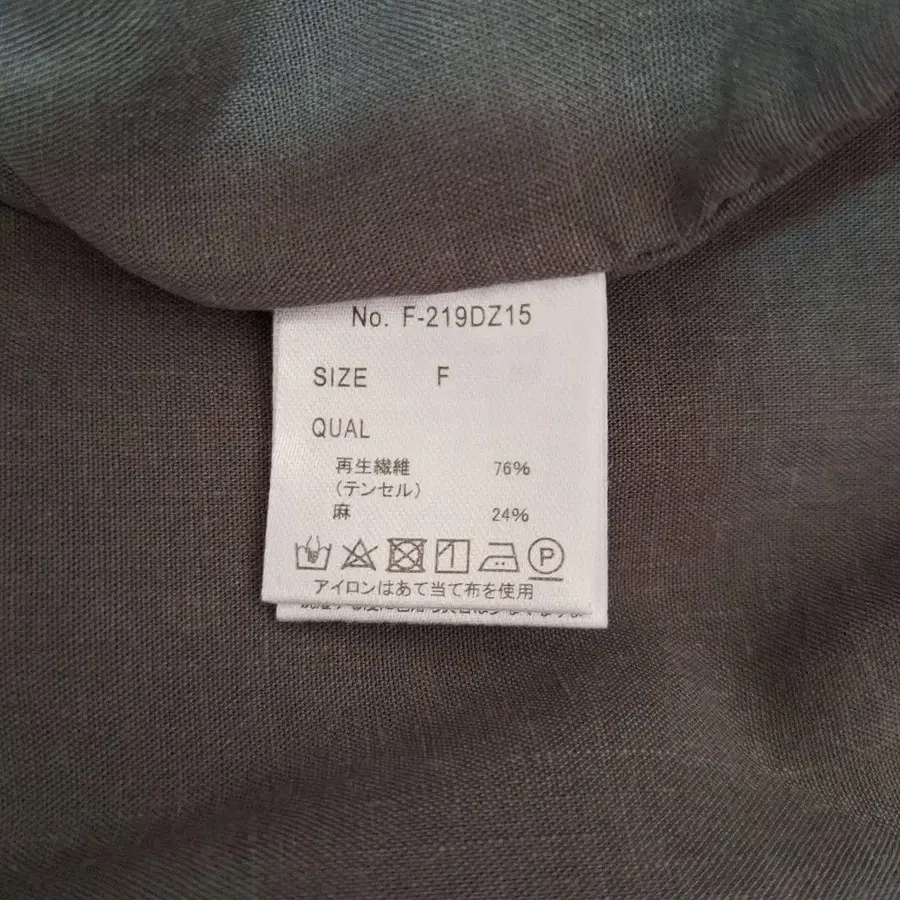 No. F-219DZ15
SIZE F
QUAL
再生繊維 76%
(テンセル)
麻 24%
P
アイロンはあて当て布を使用